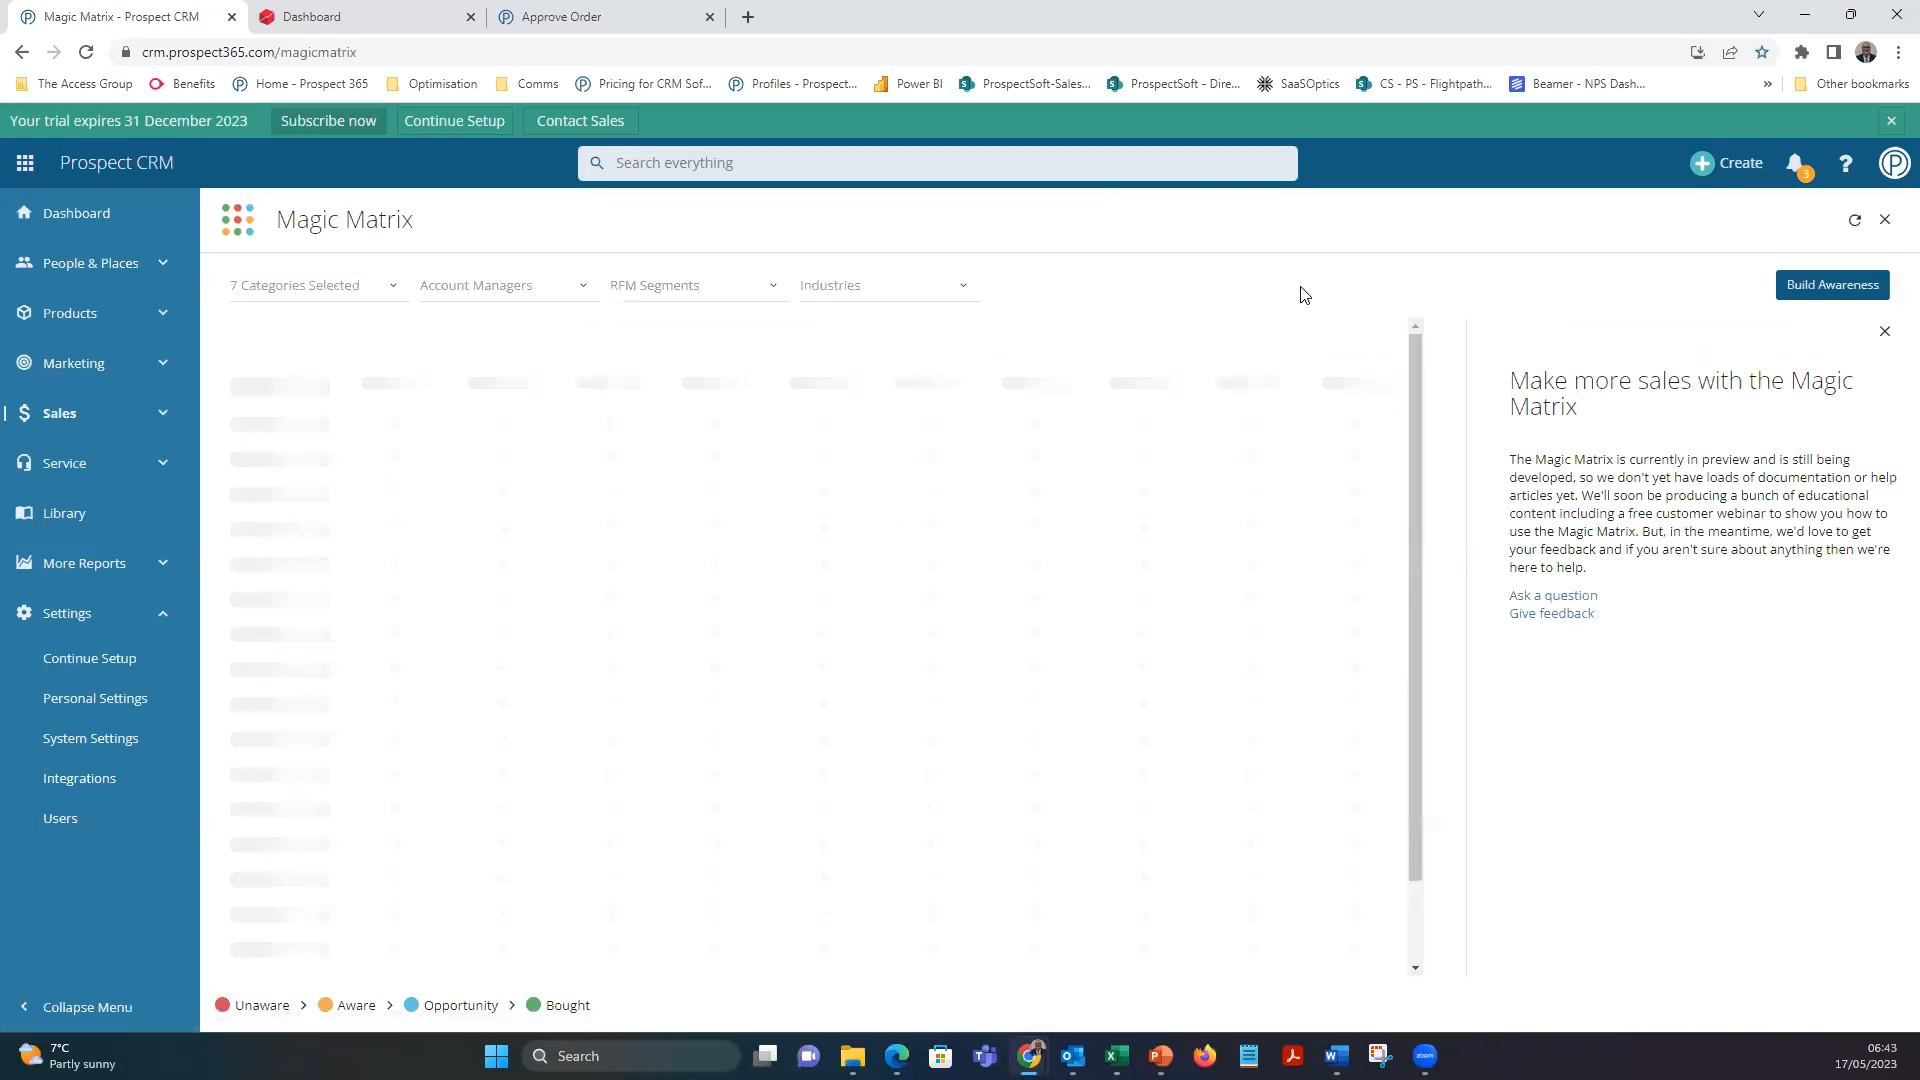 Magic Matrix - Prospect CRM
Dashboard
Approve Order
crm.prospect365.com/magicmatrix
The Access Group
Benefits
Home - Prospect 365
Optimisation
Comms
Pricing for CRM Sof...
Profiles - Prospect...
Power BI
ProspectSoft-Sales...
ProspectSoft - Dire...
SaaSOptics
CS - PS - Flightpath...
Beamer - NPS Dash...
»
Other bookmarks
Your trial expires 31 December 2023
Subscribe now
Continue Setup
Contact Sales
Prospect CRM
Search everything
Create
3
?
Dashboard
People & Places
Products
Marketing
Sales
Service
Library
More Reports
Settings
Continue Setup
Personal Settings
System Settings
Integrations
Users
Collapse Menu
Magic Matrix
7 Categories Selected
Account Managers
RFM Segments
Industries
Build Awareness
Make more sales with the Magic
Matrix
The Magic Matrix is currently in preview and is still being
developed, so we don't yet have loads of documentation or help
articles yet. We'll soon be producing a bunch of educational
content including a free customer webinar to show you how to
use the Magic Matrix. But, in the meantime, we'd love to get
your feedback and if you aren't sure about anything then we're
here to help.
Ask a question
Give feedback
Unaware > Aware > Opportunity > Bought
7°C
Partly sunny
Search
zoom
06:43
17/05/2023